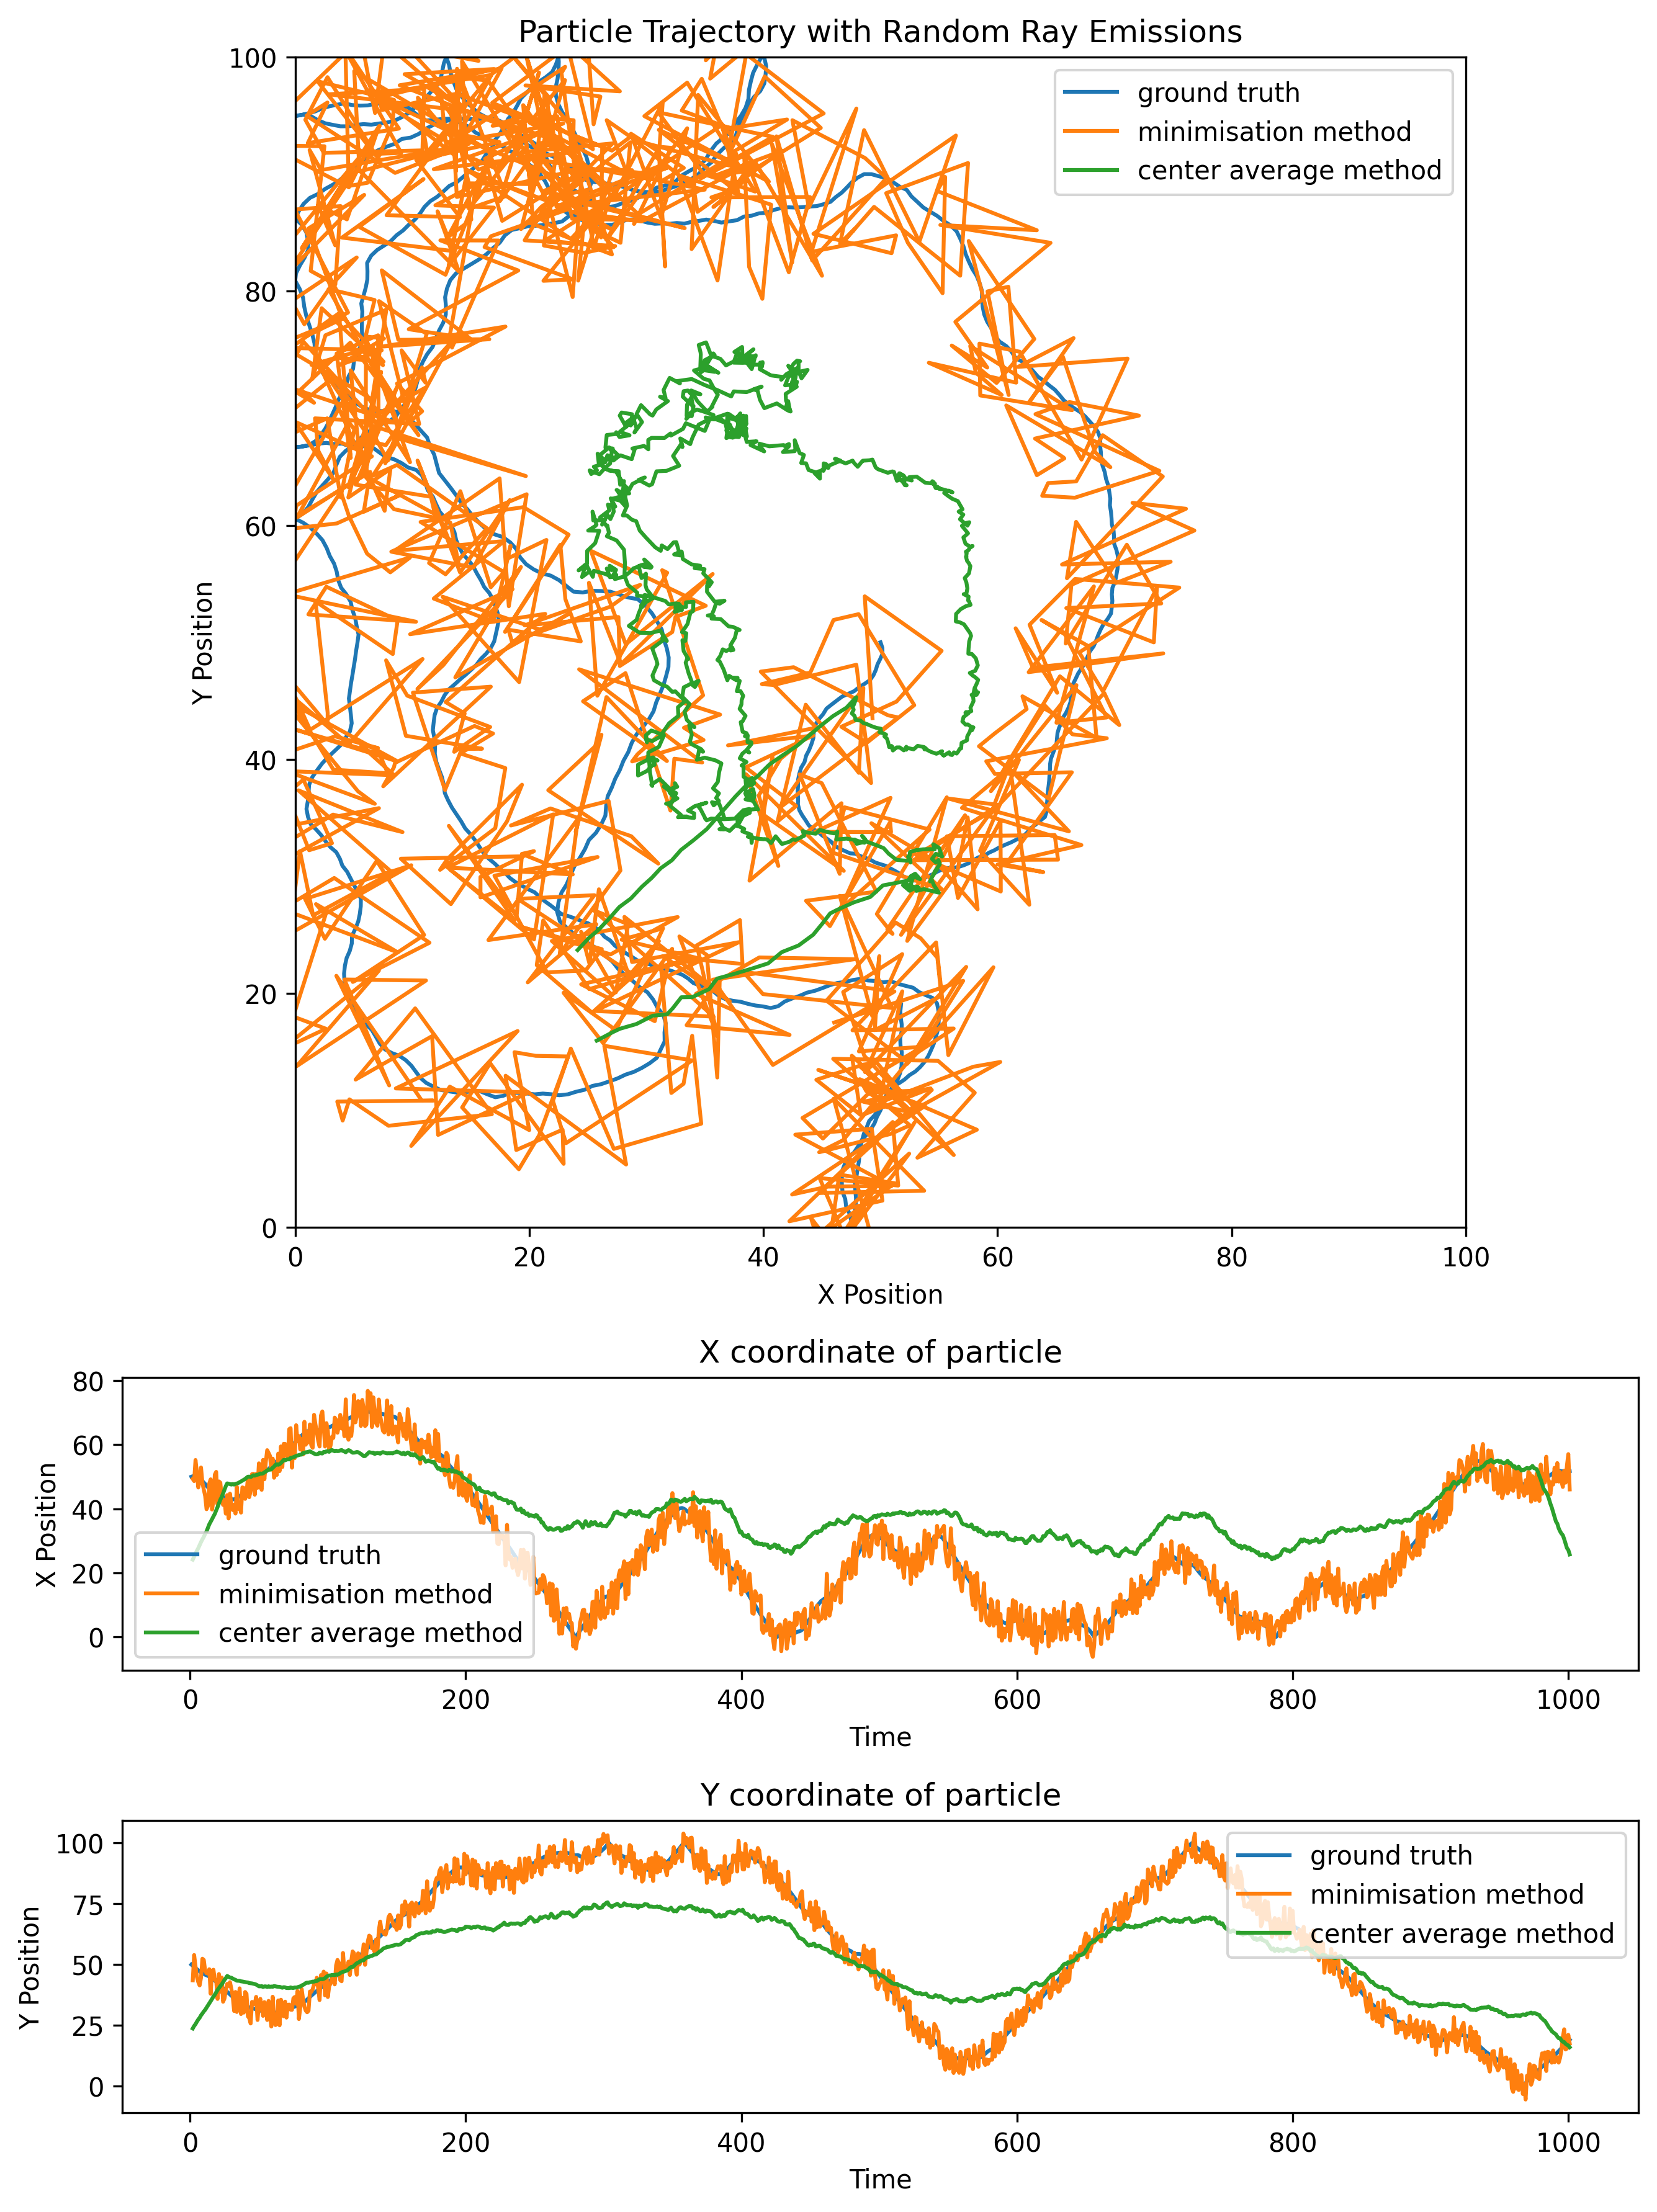 Particle Trajectory with Random Ray Emissions
100
80
60
40
20
0
Y Position
ground truth
minimisation method
center average method
0 20 40 60 80 100
X Position
X coordinate of particle
80
60
40
20
0
X Position
ground truth
minimisation method
center average method
0 200 400 600 800 1000
Time
Y coordinate of particle
100
75
50
25
0
Y Position
ground truth
minimisation method
center average method
0 200 400 600 800 1000
Time